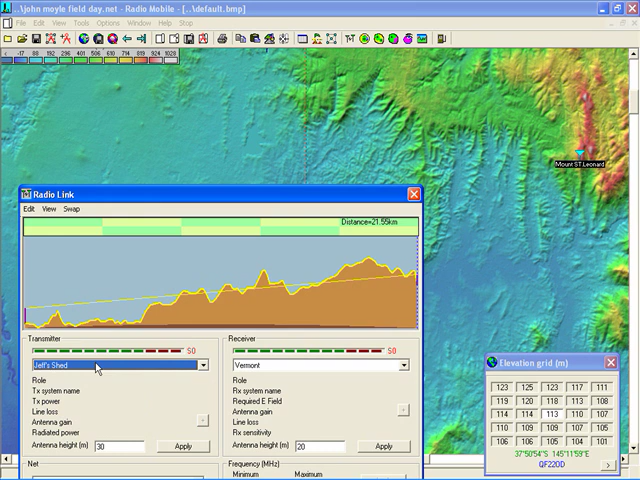 ..\john moyle field day.net - Radio Mobile - [..\default.bmp]
File Edit View Tools Options Window Help Stop
< -17 88 192 296 401 506 610 714 819 924 1028
Mount ST.Leonard
Radio Link
Edit View Swap
Distance=21.55km
Transmitter
S0
Jeff's Shed
Role
Tx system name
Tx power
Line loss
Antenna gain
Radiated power
Antenna height (m) 30 Apply
Net
Receiver
S0
Vermont
Role
Rx system name
Required E Field
Antenna gain
Line loss
Rx sensitivity
Antenna height (m) 20 Apply
Frequency (MHz)
Minimum Maximum
Elevation grid (m)
123 125 123 117 111
119 120 118 113 108
114 114 113 110 107
110 109 109 107 105
106 106 105 104 101
37°50'54"S 145°11'59"E
QF22OD
>